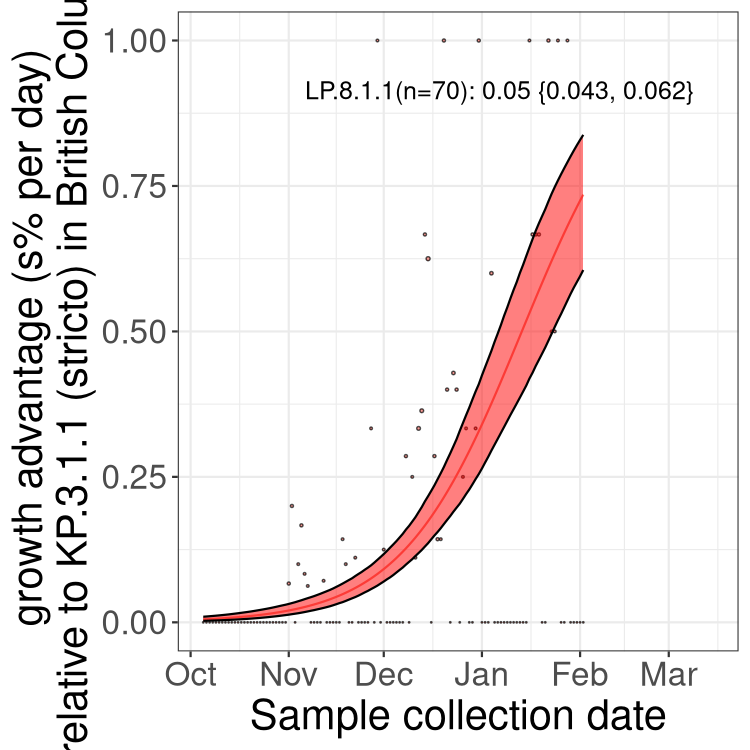 growth advantage (s% per day)
relative to KP.3.1.1 (stricto) in British Colu
1.00
0.75
0.50
0.25
0.00
LP.8.1.1(n=70): 0.05 {0.043, 0.062}
Oct Nov Dec Jan Feb Mar
Sample collection date